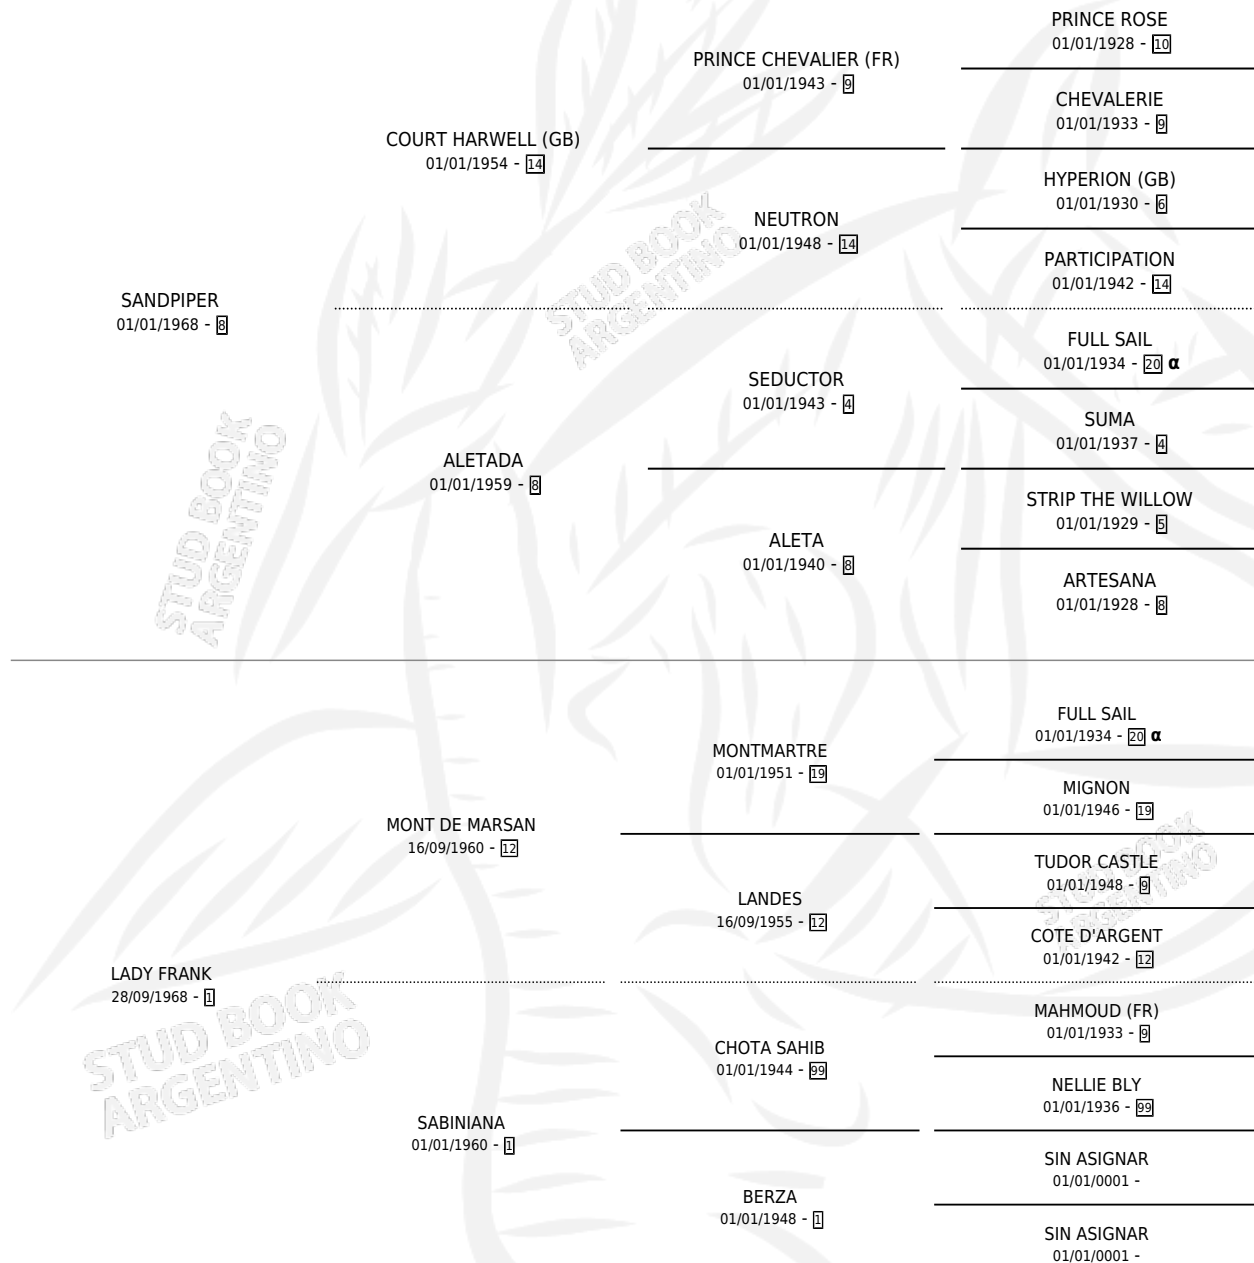 PRINCE ROSE
01/01/1928 - 10
PRINCE CHEVALIER (FR)
01/01/1943 - 9
CHEVALERIE
01/01/1933 - 9
COURT HARWELL (GB)
01/01/1954 - 14
HYPERION (GB)
01/01/1930 - 6
NEUTRON
01/01/1948 - 14
PARTICIPATION
01/01/1942 - 14
SANDPIPER
01/01/1968 - 8
FULL SAIL
01/01/1934 - 20 α
SEDUCTOR
01/01/1943 - 4
SUMA
01/01/1937 - 4
ALETADA
01/01/1959 - 8
STRIP THE WILLOW
01/01/1929 - 5
ALETA
01/01/1940 - 8
ARTESANA
01/01/1928 - 8
FULL SAIL
01/01/1934 - 20 α
MONTMARTRE
01/01/1951 - 19
MIGNON
01/01/1946 - 19
MONT DE MARSAN
16/09/1960 - 12
TUDOR CASTLE
01/01/1948 - 9
LANDES
16/09/1955 - 12
COTE D'ARGENT
01/01/1942 - 12
LADY FRANK
28/09/1968 - 1
MAHMOUD (FR)
01/01/1933 - 9
CHOTA SAHIB
01/01/1944 - 99
NELLIE BLY
01/01/1936 - 99
SABINIANA
01/01/1960 - 1
SIN ASIGNAR
01/01/0001 -
BERZA
01/01/1948 - 1
SIN ASIGNAR
01/01/0001 -
STUD BOOK
ARGENTINO
STUD BOOK
ARGENTINO
STUD BOOK
ARGENTINO
STUD BOOK
ARGENTINO